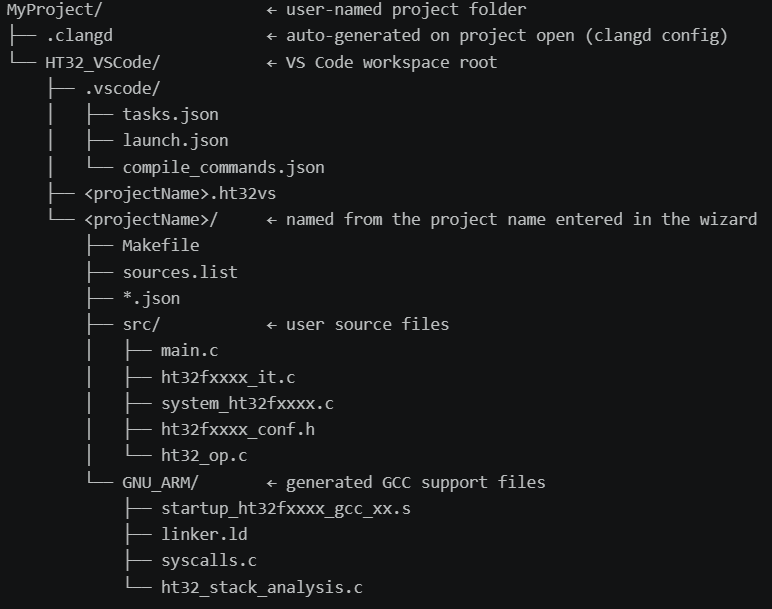 MyProject/                 ← user-named project folder
├── .clangd                ← auto-generated on project open (clangd config)
└── HT32_VSCode/           ← VS Code workspace root
    ├── .vscode/
    │   ├── tasks.json
    │   ├── launch.json
    │   └── compile_commands.json
    ├── <projectName>.ht32vs
    └── <projectName>/     ← named from the project name entered in the wizard
        ├── Makefile
        ├── sources.list
        ├── *.json
        ├── src/           ← user source files
        │   ├── main.c
        │   ├── ht32fxxxx_it.c
        │   ├── system_ht32fxxxx.c
        │   ├── ht32fxxxx_conf.h
        │   └── ht32_op.c
        └── GNU_ARM/       ← generated GCC support files
            ├── startup_ht32fxxxx_gcc_xx.s
            ├── linker.ld
            ├── syscalls.c
            └── ht32_stack_analysis.c